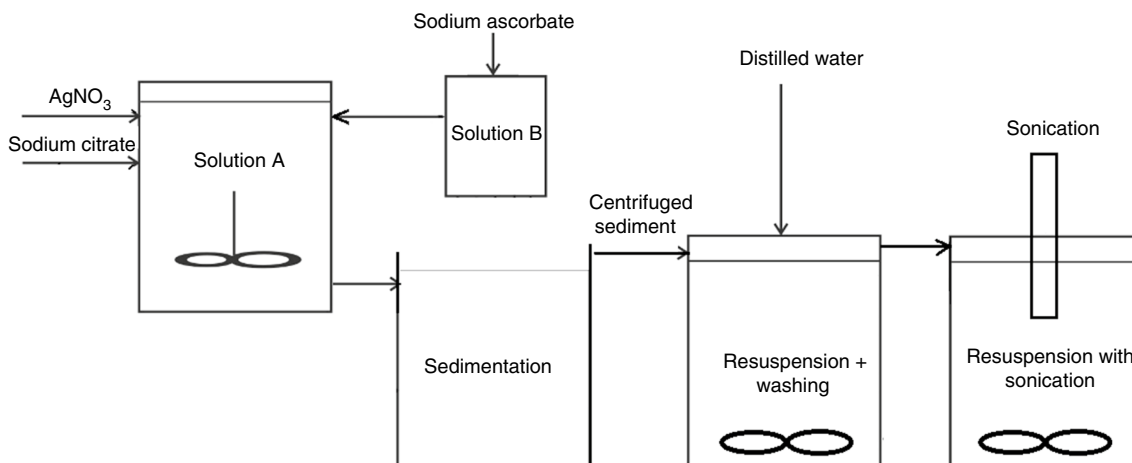 Sodium ascorbate
AgNO₃
Sodium citrate
Solution A
Solution B
Distilled water
Sonication
Centrifuged
sediment
Sedimentation
Resuspension +
washing
Resuspension with
sonication